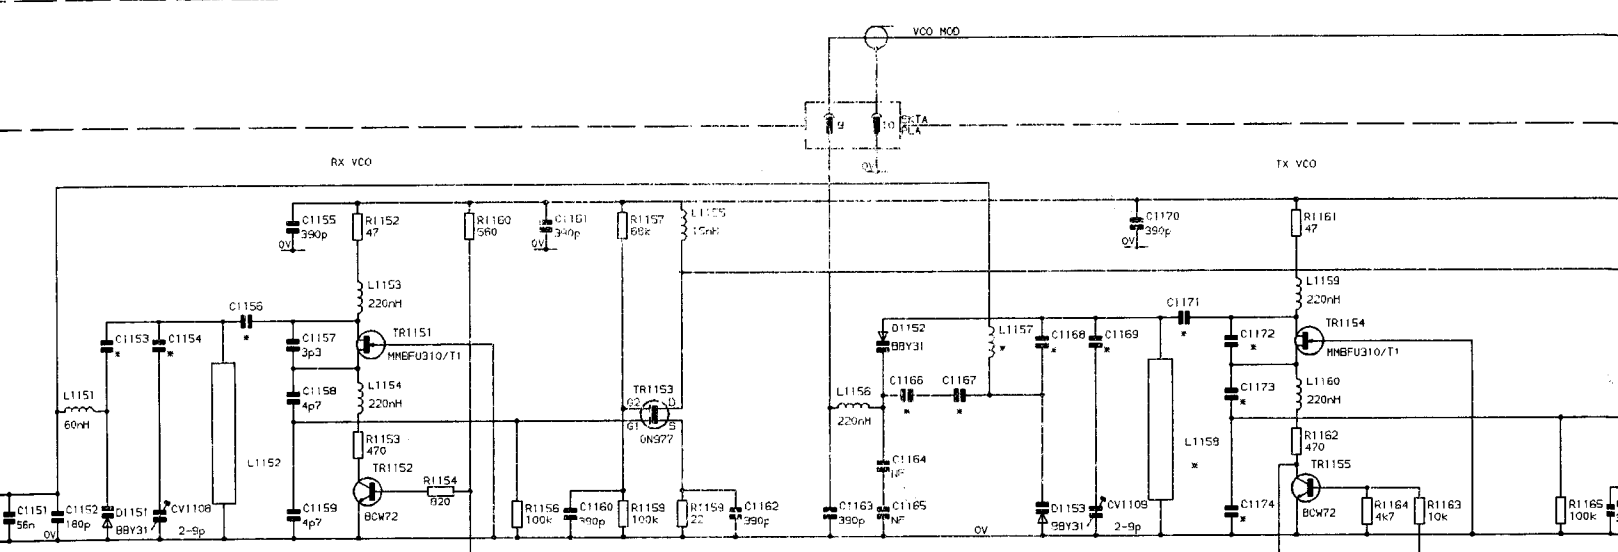 VCO MOD
9
10
SKTA
PLA
0V
RX VCO
TX VCO
C1155
390p
0V
R1152
47
R1160
560
C1161
390p
0V
R1157
68k
L1155
15nH
C1170
390p
0V
R1161
47
L1153
220nH
L1159
220nH
C1156
*
C1171
*
C1153
*
C1154
*
C1157
3p3
TR1151
MMBFU310/T1
D1152
BBY31
L1157
*
C1168
*
C1169
*
C1172
*
TR1154
MMBFU310/T1
L1151
60nH
C1158
4p7
L1154
220nH
TR1153
G2
D
G1
S
ON977
L1156
220nH
C1166
*
C1167
*
C1173
*
L1160
220nH
L1152
R1153
470
TR1152
BCW72
R1154
820
C1164
NF
L1158
*
R1162
470
TR1155
BCW72
C1151
56n
C1152
180p
0V
D1151
BBY31
CV1108
2-9p
C1159
4p7
R1156
100k
C1160
390p
R1158
100k
R1159
22
C1162
390p
C1163
390p
C1165
NF
0V
D1153
BBY31
CV1109
2-9p
C1174
*
R1164
4k7
R1163
10k
R1165
100k